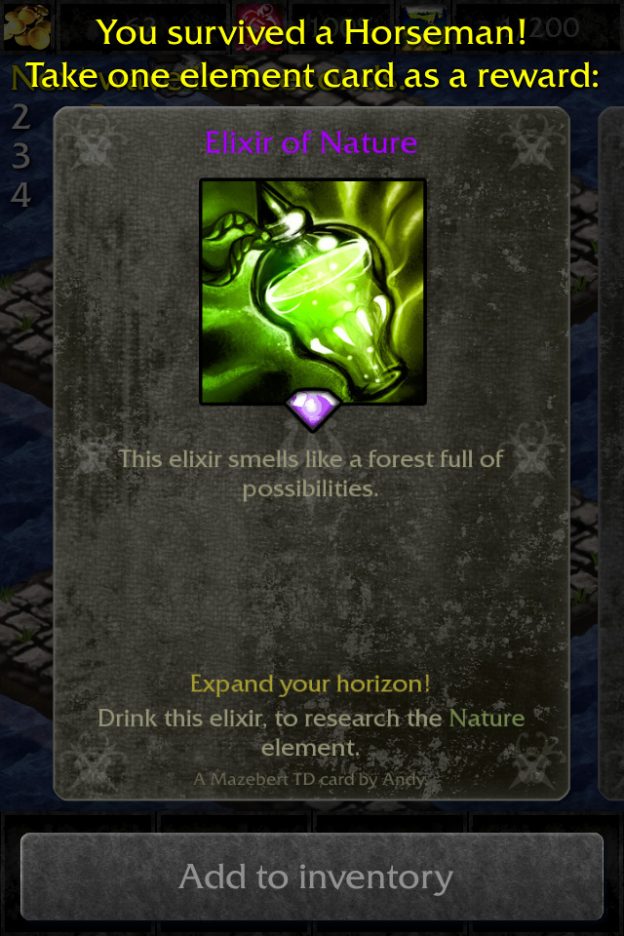 You survived a Horseman!
Take one element card as a reward:
2
3
4
Elixir of Nature
This elixir smells like a forest full of
possibilities.
Expand your horizon!
Drink this elixir, to research the Nature
element.
A Mazebert TD card by Andy
Add to inventory